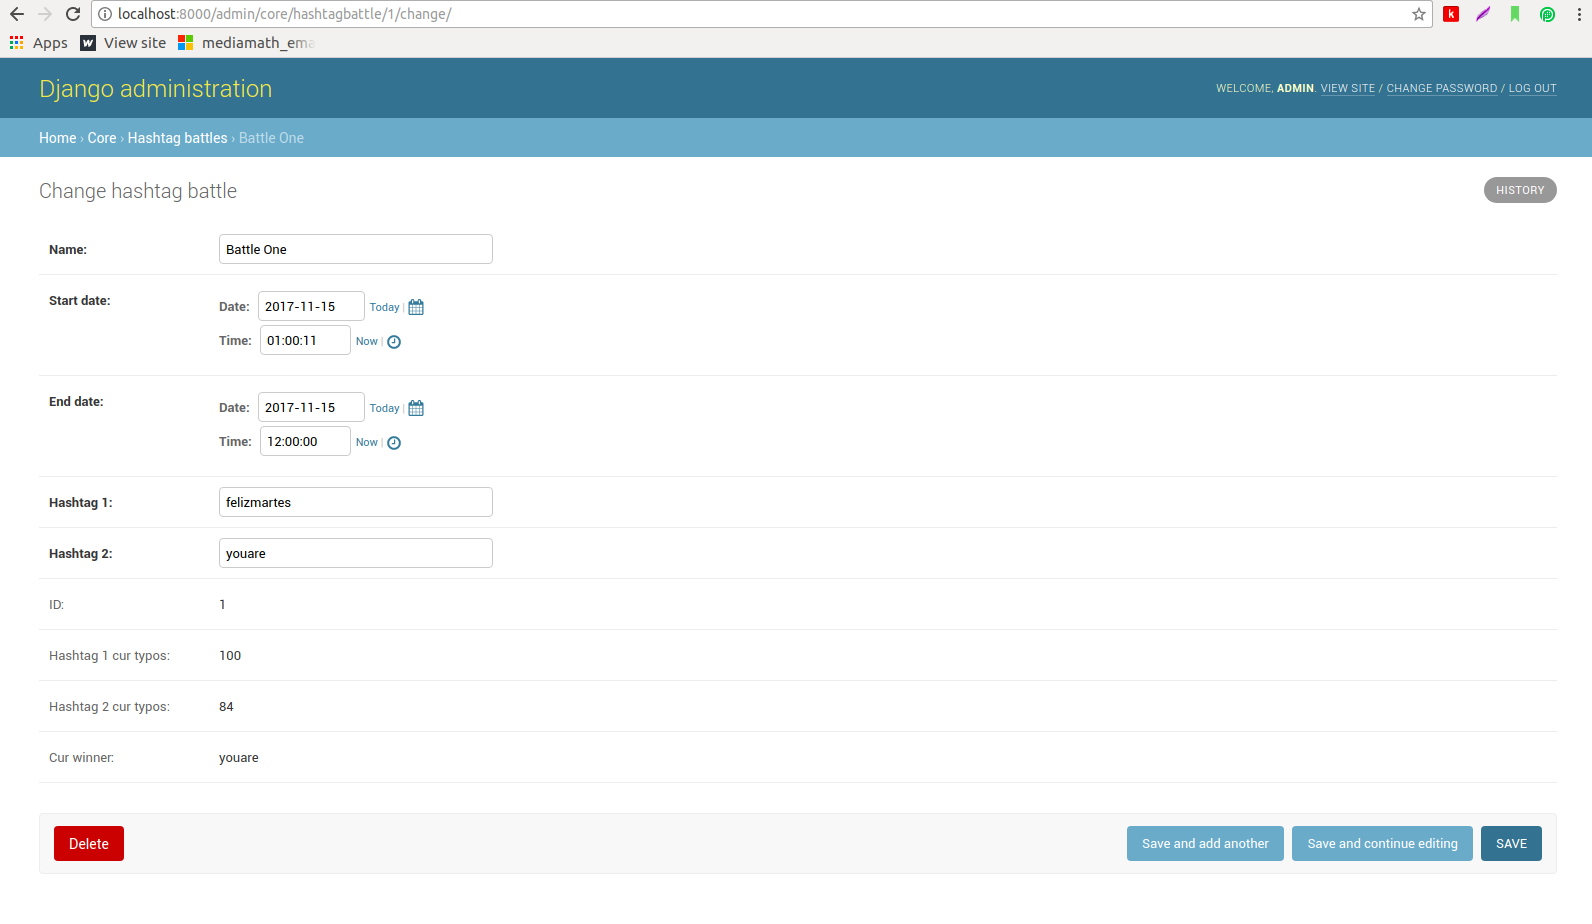 localhost:8000/admin/core/hashtagbattle/1/change/
Apps View site mediamath_ema
Django administration
WELCOME, ADMIN. VIEW SITE / CHANGE PASSWORD / LOG OUT
Home › Core › Hashtag battles › Battle One
Change hashtag battle
HISTORY
Name: Battle One
Start date:
Date: 2017-11-15 Today |
Time: 01:00:11 Now |
End date:
Date: 2017-11-15 Today |
Time: 12:00:00 Now |
Hashtag 1: felizmartes
Hashtag 2: youare
ID: 1
Hashtag 1 cur typos: 100
Hashtag 2 cur typos: 84
Cur winner: youare
Delete Save and add another Save and continue editing SAVE